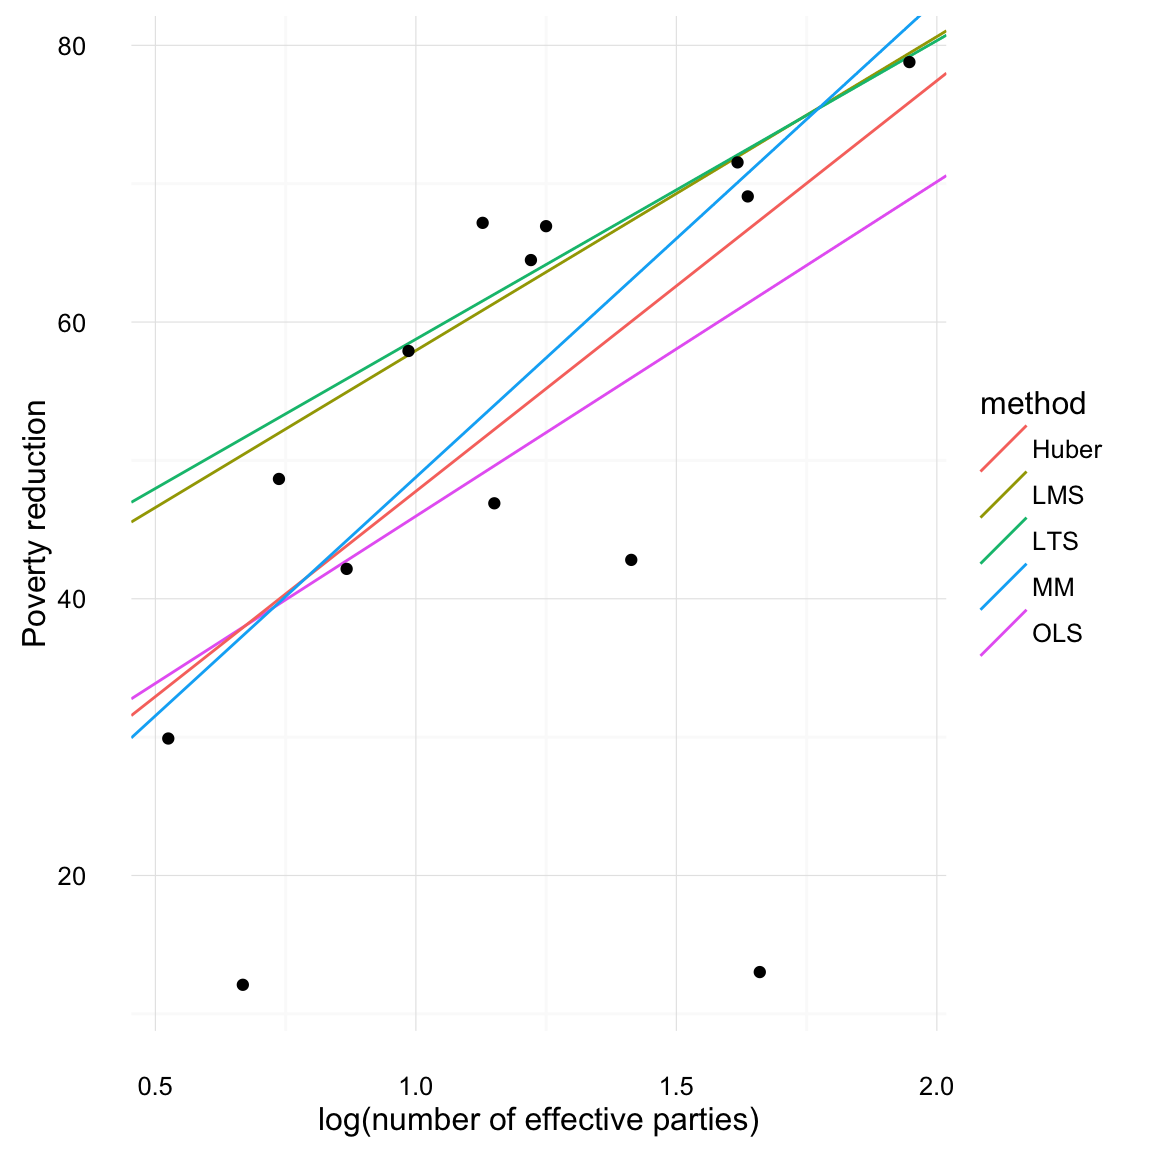 80
60
40
20
Poverty reduction
0.5 1.0 1.5 2.0
log(number of effective parties)
method
Huber
LMS
LTS
MM
OLS